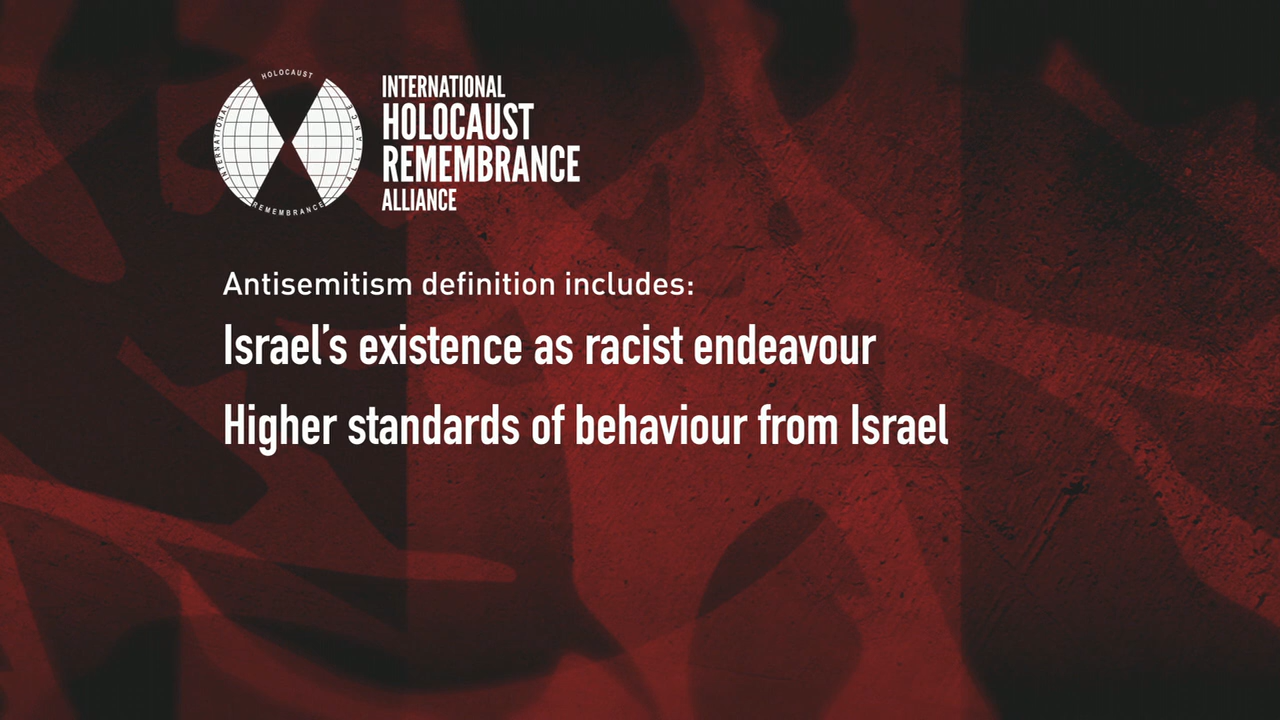 HOLOCAUST
INTERNATIONAL
ALLIANCE
REMEMBRANCE
INTERNATIONAL
HOLOCAUST
REMEMBRANCE
ALLIANCE
Antisemitism definition includes:
Israel's existence as racist endeavour
Higher standards of behaviour from Israel